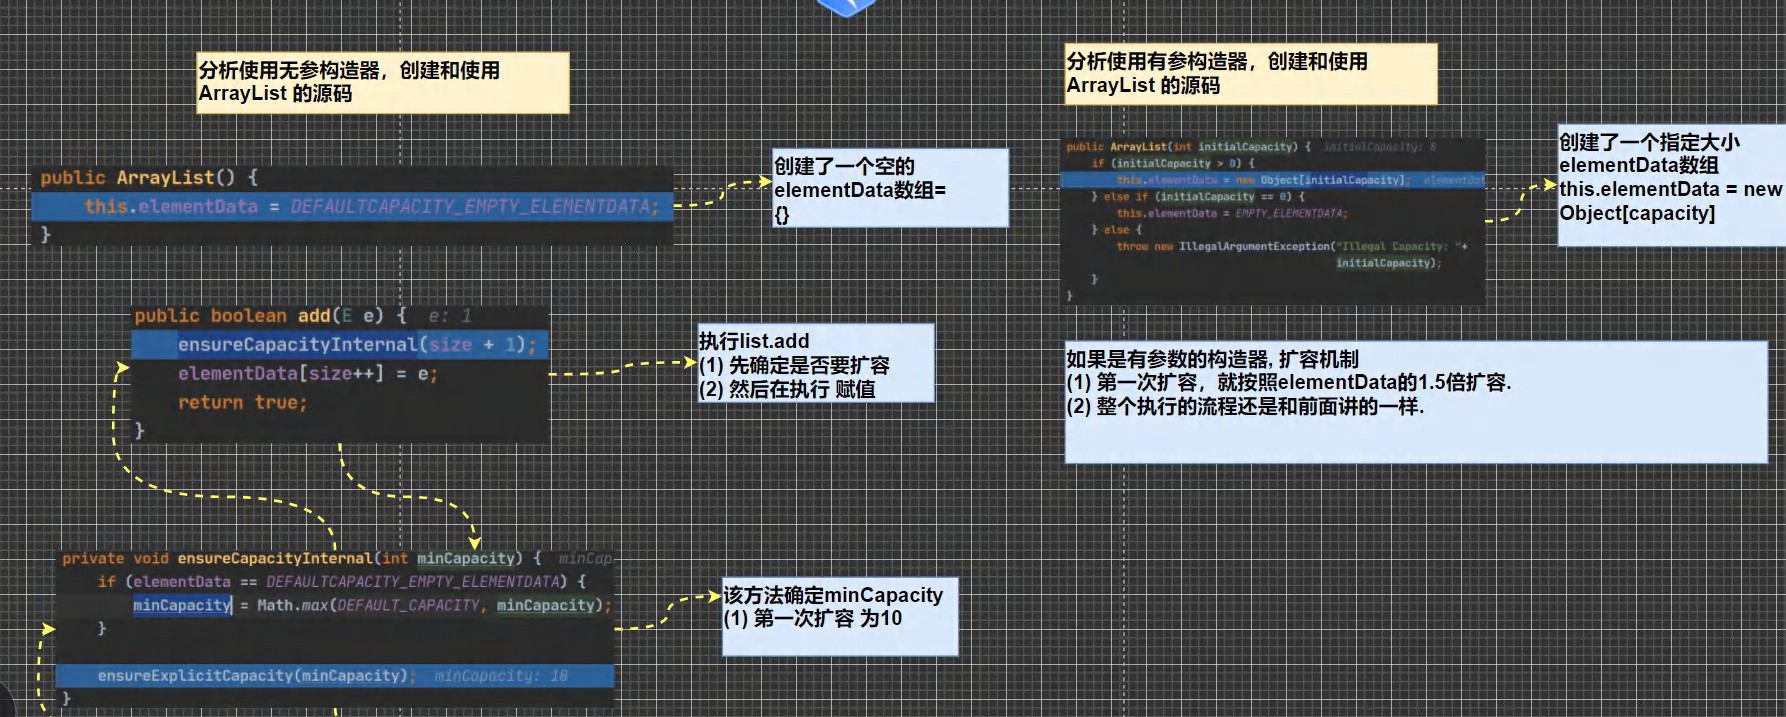 分析使用无参构造器，创建和使用
ArrayList 的源码
public ArrayList() {
this.elementData = DEFAULTCAPACITY_EMPTY_ELEMENTDATA;
}
创建了一个空的
elementData数组=
{}
public boolean add(E e) { e: 1
ensureCapacityInternal(size + 1);
elementData[size++] = e;
return true;
}
执行list.add
(1) 先确定是否要扩容
(2) 然后在执行 赋值
private void ensureCapacityInternal(int minCapacity) { minCap
if (elementData == DEFAULTCAPACITY_EMPTY_ELEMENTDATA) {
minCapacity = Math.max(DEFAULT_CAPACITY, minCapacity);
}
ensureExplicitCapacity(minCapacity); minCapacity: 10
}
该方法确定minCapacity
(1) 第一次扩容 为10
分析使用有参构造器，创建和使用
ArrayList 的源码
public ArrayList(int initialCapacity) { initialCapacity: 8
if (initialCapacity > 0) {
this.elementData = new Object[initialCapacity]; elementDat
} else if (initialCapacity == 0) {
this.elementData = EMPTY_ELEMENTDATA;
} else {
throw new IllegalArgumentException("Illegal Capacity: "+
initialCapacity);
}
}
创建了一个指定大小
elementData数组
this.elementData = new
Object[capacity]
如果是有参数的构造器, 扩容机制
(1) 第一次扩容，就按照elementData的1.5倍扩容.
(2) 整个执行的流程还是和前面讲的一样.